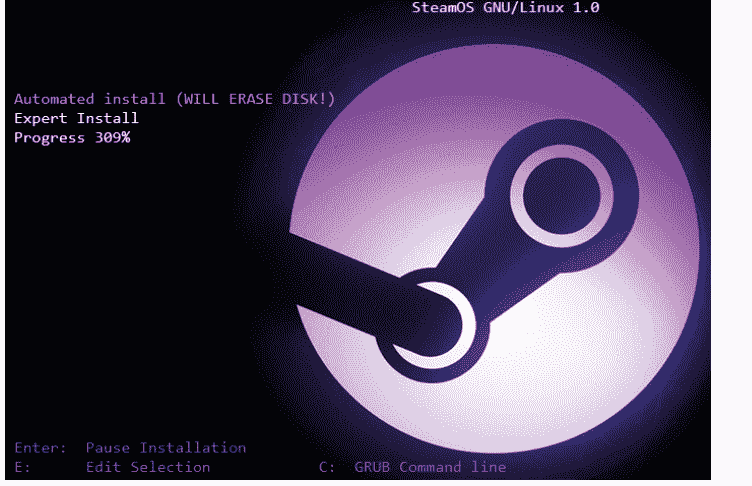 SteamOS GNU/Linux 1.0
Automated install (WILL ERASE DISK!)
Expert Install
Progress 309%
Enter: Pause Installation
E: Edit Selection C: GRUB Command line